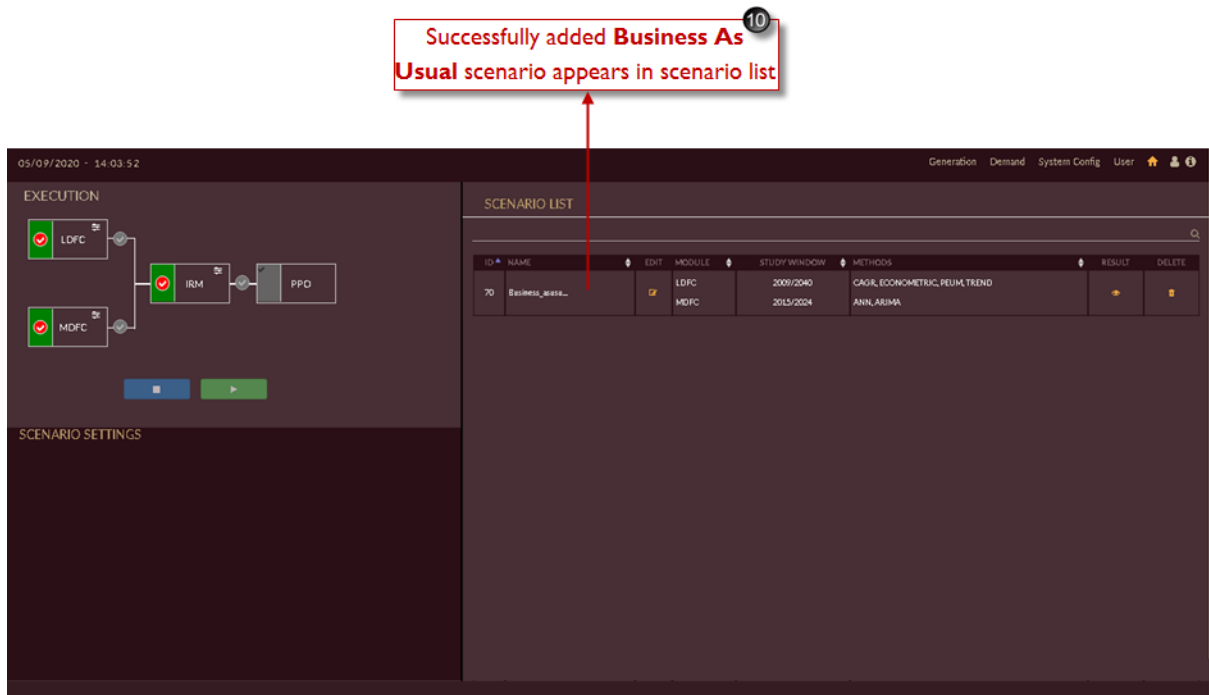 10
Successfully added Business As
Usual scenario appears in scenario list
05/09/2020 - 14:03:52
Generation Demand System Config User
EXECUTION
LDFC
IRM
PPO
MDFC
SCENARIO SETTINGS
SCENARIO LIST
ID NAME EDIT MODULE STUDY WINDOW METHODS RESULT DELETE
70 Business_asusu... LDFC 2009/2040 CAGR, ECONOMETRIC, PEUM, TREND
MDFC 2015/2024 ANN, ARIMA